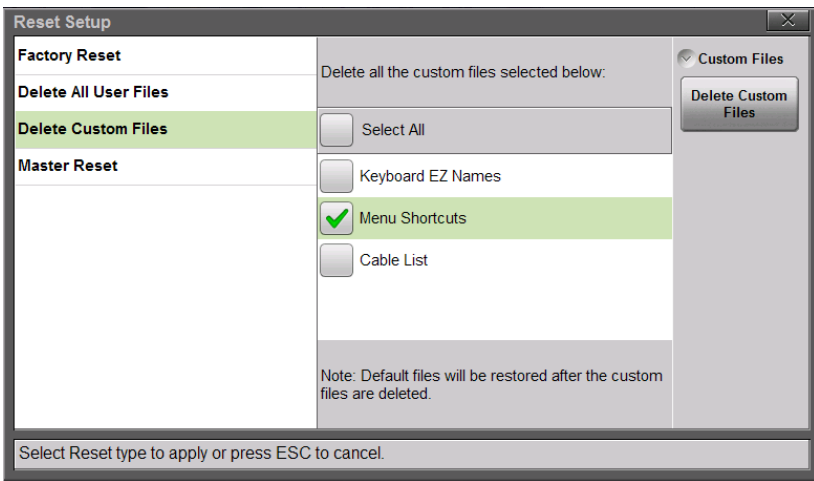 Reset Setup
Factory Reset
Delete All User Files
Delete Custom Files
Master Reset
Delete all the custom files selected below:
Select All
Keyboard EZ Names
Menu Shortcuts
Cable List
Note: Default files will be restored after the custom
files are deleted.
Custom Files
Delete Custom
Files
Select Reset type to apply or press ESC to cancel.